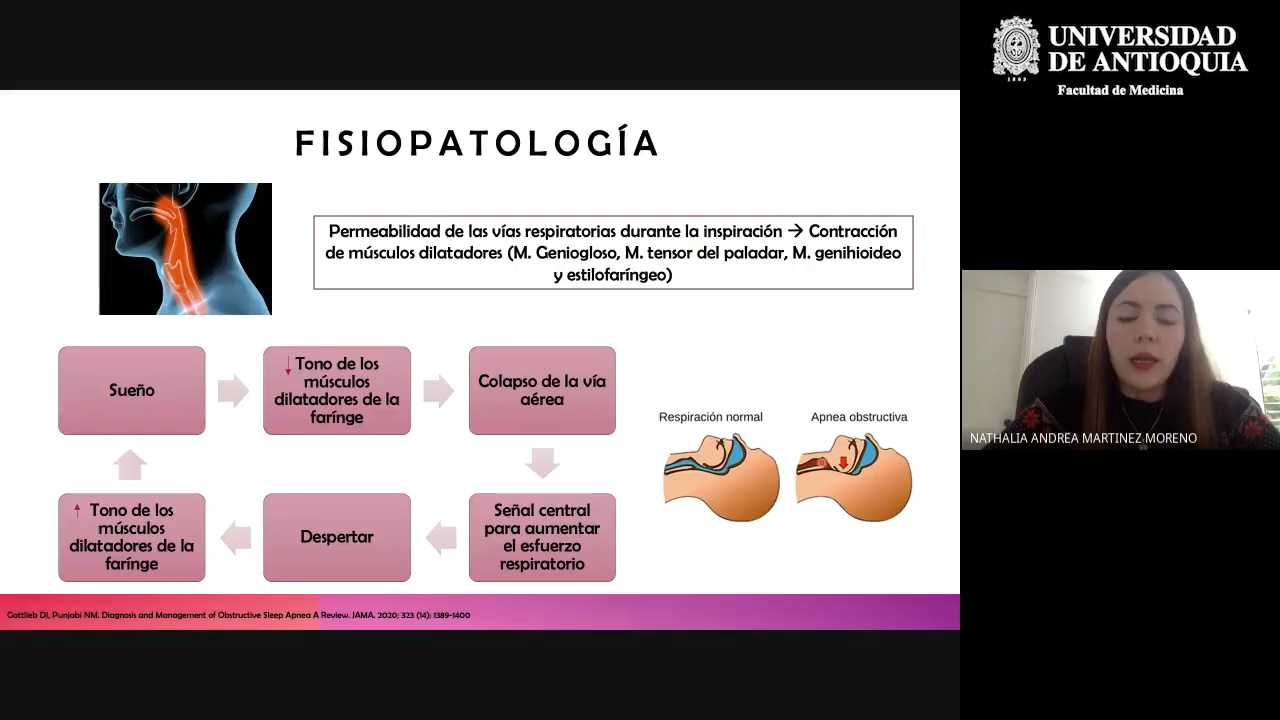 UNIVERSIDAD
DE ANTIOQUIA
1803
Facultad de Medicina
FISIOPATOLOGÍA
Permeabilidad de las vías respiratorias durante la inspiración → Contracción
de músculos dilatadores (M. Geniogloso, M. tensor del paladar, M. genihioideo
y estilofaríngeo)
Sueño
↓ Tono de los
músculos
dilatadores de la
farínge
Colapso de la vía
aérea
Señal central
para aumentar
el esfuerzo
respiratorio
Despertar
↑ Tono de los
músculos
dilatadores de la
farínge
Respiración normal
Apnea obstructiva
NATHALIA ANDREA MARTINEZ MORENO
Gottlieb DJ, Punjabi NM. Diagnosis and Management of Obstructive Sleep Apnea A Review. JAMA. 2020; 323 (14): 1389-1400